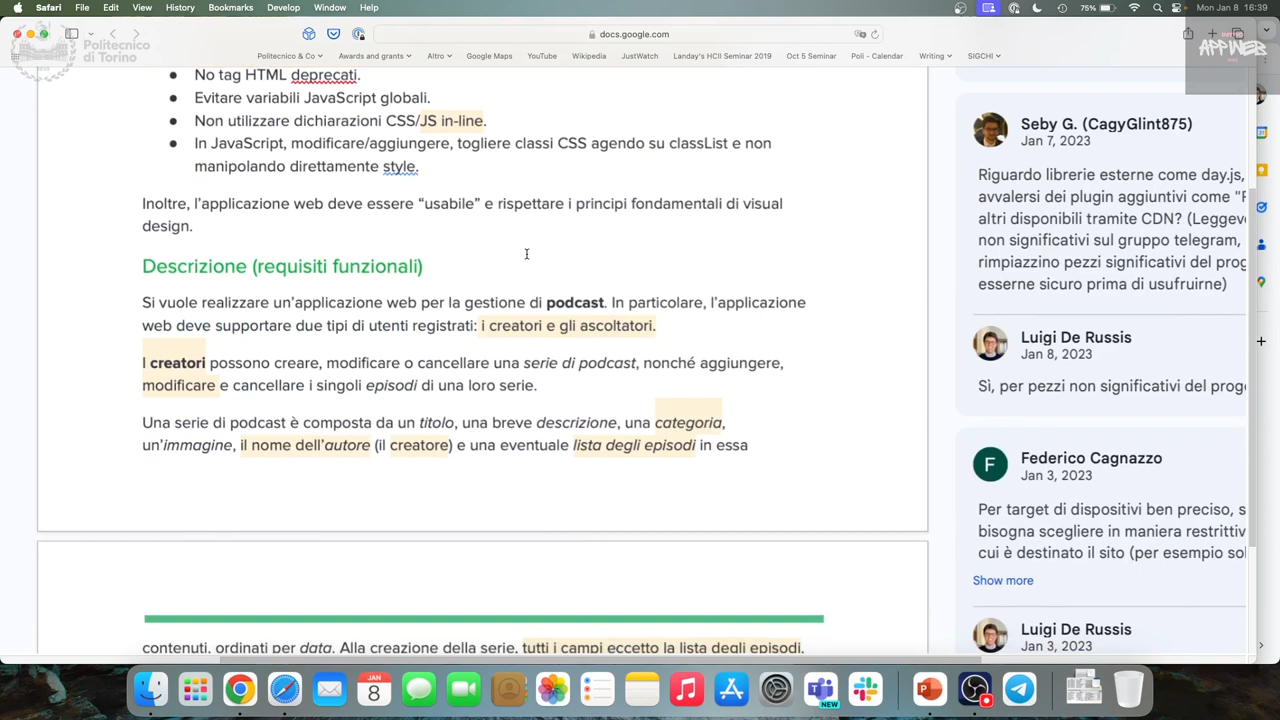 Safari File Edit View History Bookmarks Develop Window Help
75% Mon Jan 8 16:39
Politecnico
di Torino
docs.google.com
APPWEB
Politecnico & Co Awards and grants Altro Google Maps YouTube Wikipedia JustWatch Landay's HCII Seminar 2019 Oct 5 Seminar Poli - Calendar Writing SIGCHI
● No tag HTML deprecati.
● Evitare variabili JavaScript globali.
● Non utilizzare dichiarazioni CSS/JS in-line.
● In JavaScript, modificare/aggiungere, togliere classi CSS agendo su classList e non
manipolando direttamente style.
Inoltre, l'applicazione web deve essere “usabile” e rispettare i principi fondamentali di visual
design.
Descrizione (requisiti funzionali)
Si vuole realizzare un'applicazione web per la gestione di podcast. In particolare, l'applicazione
web deve supportare due tipi di utenti registrati: i creatori e gli ascoltatori.
I creatori possono creare, modificare o cancellare una serie di podcast, nonché aggiungere,
modificare e cancellare i singoli episodi di una loro serie.
Una serie di podcast è composta da un titolo, una breve descrizione, una categoria,
un'immagine, il nome dell'autore (il creatore) e una eventuale lista degli episodi in essa
contenuti, ordinati per data. Alla creazione della serie, tutti i campi eccetto la lista degli episodi,
Seby G. (CagyGlint875)
Jan 7, 2023
Riguardo librerie esterne come day.js,
avvalersi dei plugin aggiuntivi come "R
altri disponibili tramite CDN? (Leggeve
non significativi sul gruppo telegram,
rimpiazzino pezzi significativi del prog
esserne sicuro prima di usufruirne)
Luigi De Russis
Jan 8, 2023
Sì, per pezzi non significativi del proge
F
Federico Cagnazzo
Jan 3, 2023
Per target di dispositivi ben preciso, s
bisogna scegliere in maniera restrittiv
cui è destinato il sito (per esempio sol
Show more
Luigi De Russis
Jan 3, 2023
JAN
8
NEW